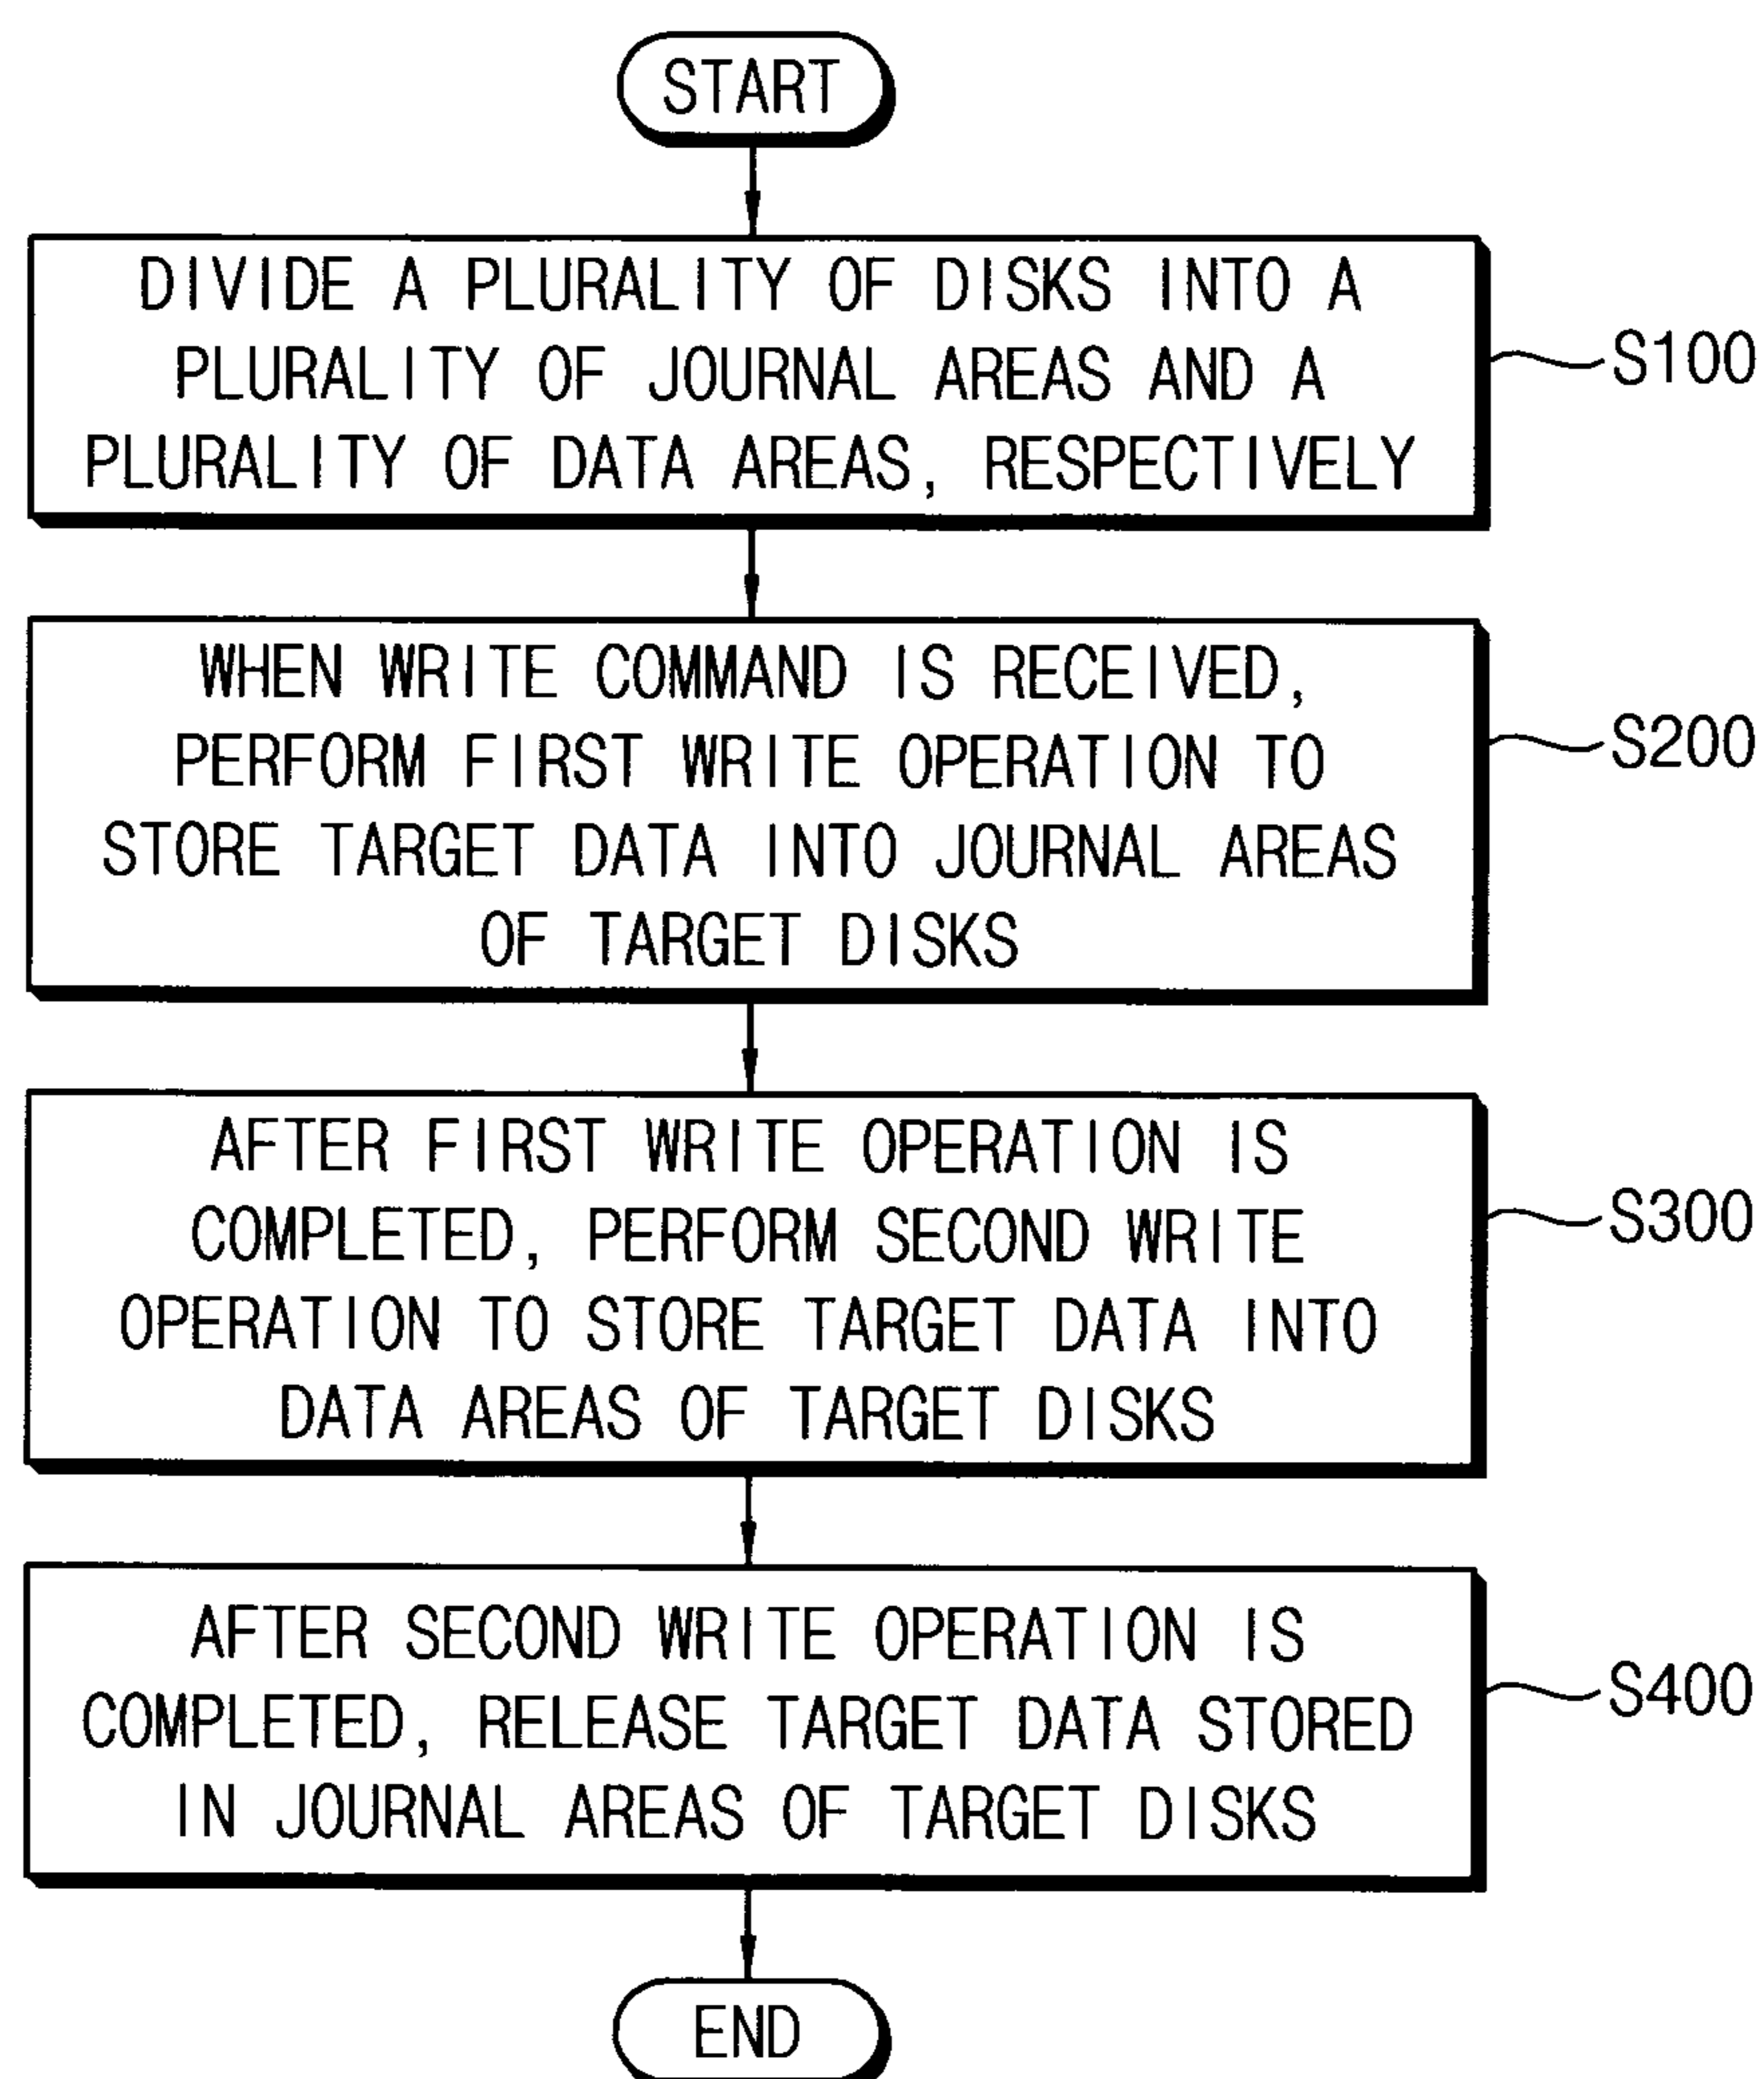 START
DIVIDE A PLURALITY OF DISKS INTO A
PLURALITY OF JOURNAL AREAS AND A
PLURALITY OF DATA AREAS, RESPECTIVELY
S100
WHEN WRITE COMMAND IS RECEIVED,
PERFORM FIRST WRITE OPERATION TO
STORE TARGET DATA INTO JOURNAL AREAS
OF TARGET DISKS
S200
AFTER FIRST WRITE OPERATION IS
COMPLETED, PERFORM SECOND WRITE
OPERATION TO STORE TARGET DATA INTO
DATA AREAS OF TARGET DISKS
S300
AFTER SECOND WRITE OPERATION IS
COMPLETED, RELEASE TARGET DATA STORED
IN JOURNAL AREAS OF TARGET DISKS
S400
END